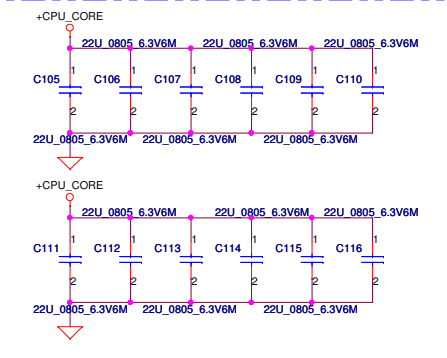 +CPU_CORE
22U_0805_6.3V6M 22U_0805_6.3V6M 22U_0805_6.3V6M
1 1 1 1 1 1
C105 C106 C107 C108 C109 C110
2 2 2 2 2 2
22U_0805_6.3V6M 22U_0805_6.3V6M 22U_0805_6.3V6M
+CPU_CORE
22U_0805_6.3V6M 22U_0805_6.3V6M 22U_0805_6.3V6M
1 1 1 1 1 1
C111 C112 C113 C114 C115 C116
2 2 2 2 2 2
22U_0805_6.3V6M 22U_0805_6.3V6M 22U_0805_6.3V6M